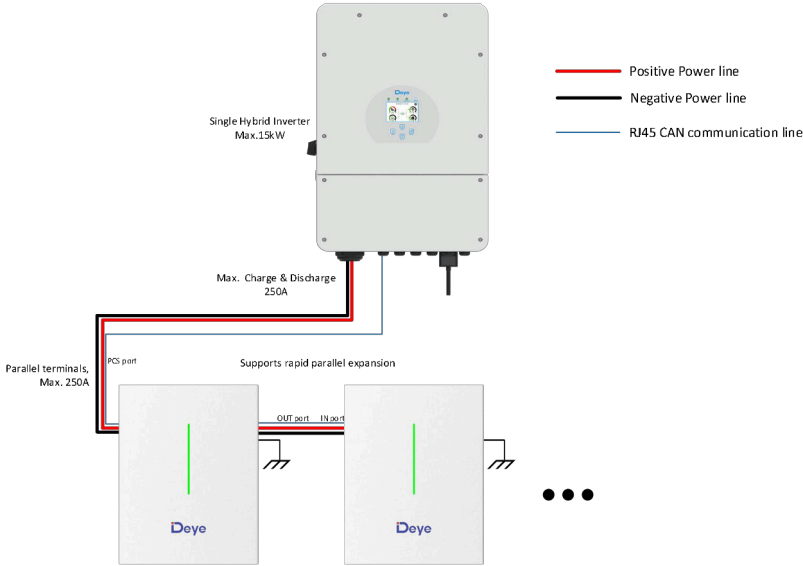 Deye
Positive Power line
Negative Power line
RJ45 CAN communication line
Single Hybrid Inverter
Max.15kW
Max. Charge & Discharge
250A
PCS port
Supports rapid parallel expansion
Parallel terminals,
Max. 250A
OUT port
IN port
Deye
Deye